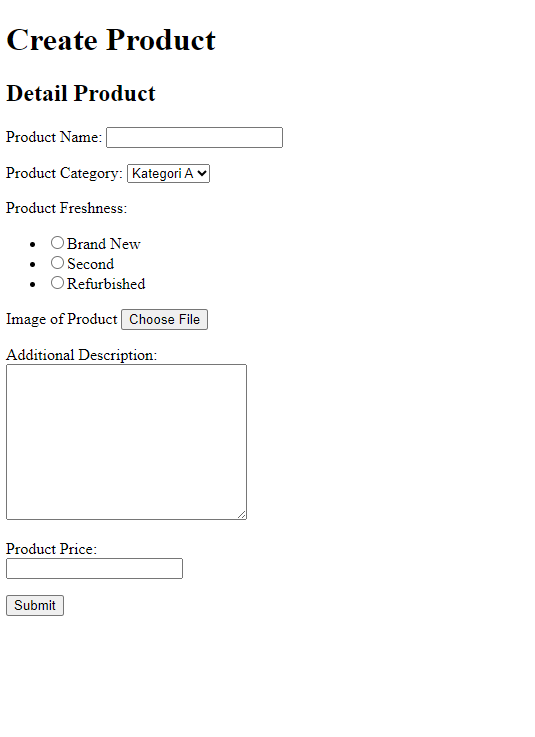 Create Product
Detail Product
Product Name:
Product Category: Kategori A
Product Freshness:
Brand New
Second
Refurbished
Image of Product Choose File
Additional Description:
Product Price:
Submit